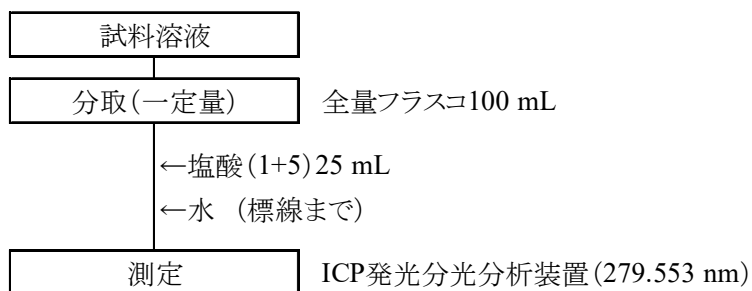 試料溶液
分取(一定量) 全量フラスコ100 mL
←塩酸(1+5)25 mL
←水 (標線まで)
測定 ICP発光分光分析装置(279.553 nm)